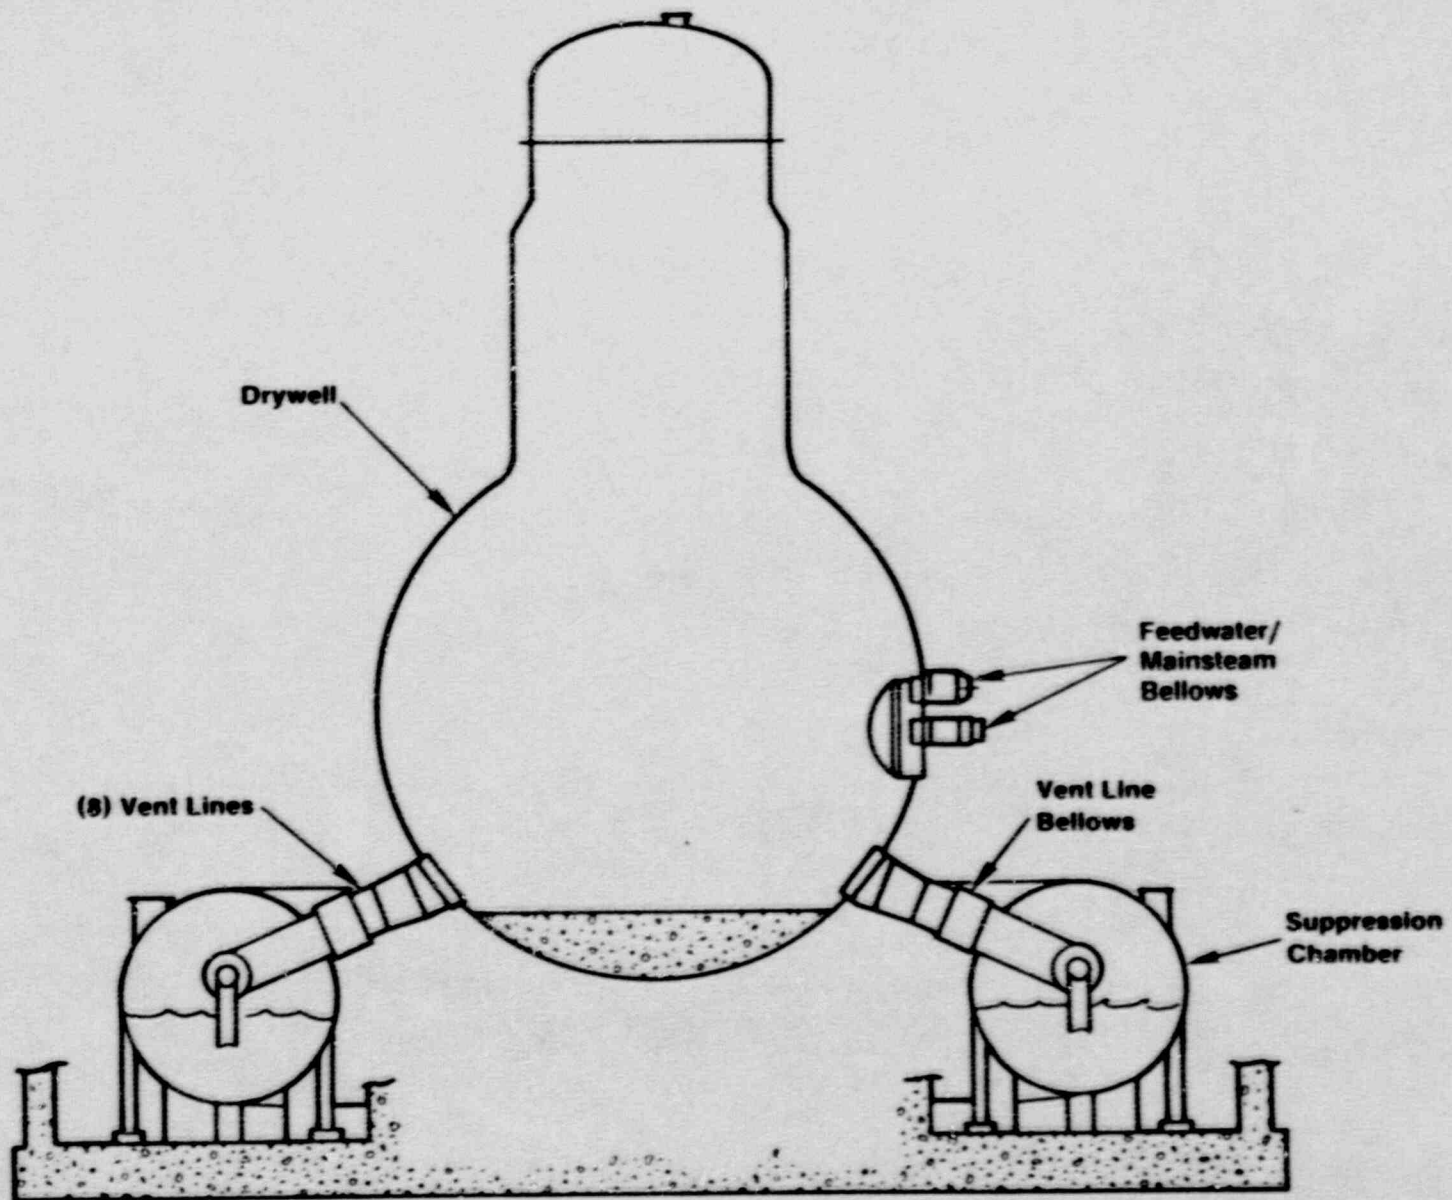 Drywell
Feedwater/
Mainsteam
Bellows
(8) Vent Lines
Vent Line
Bellows
Suppression
Chamber